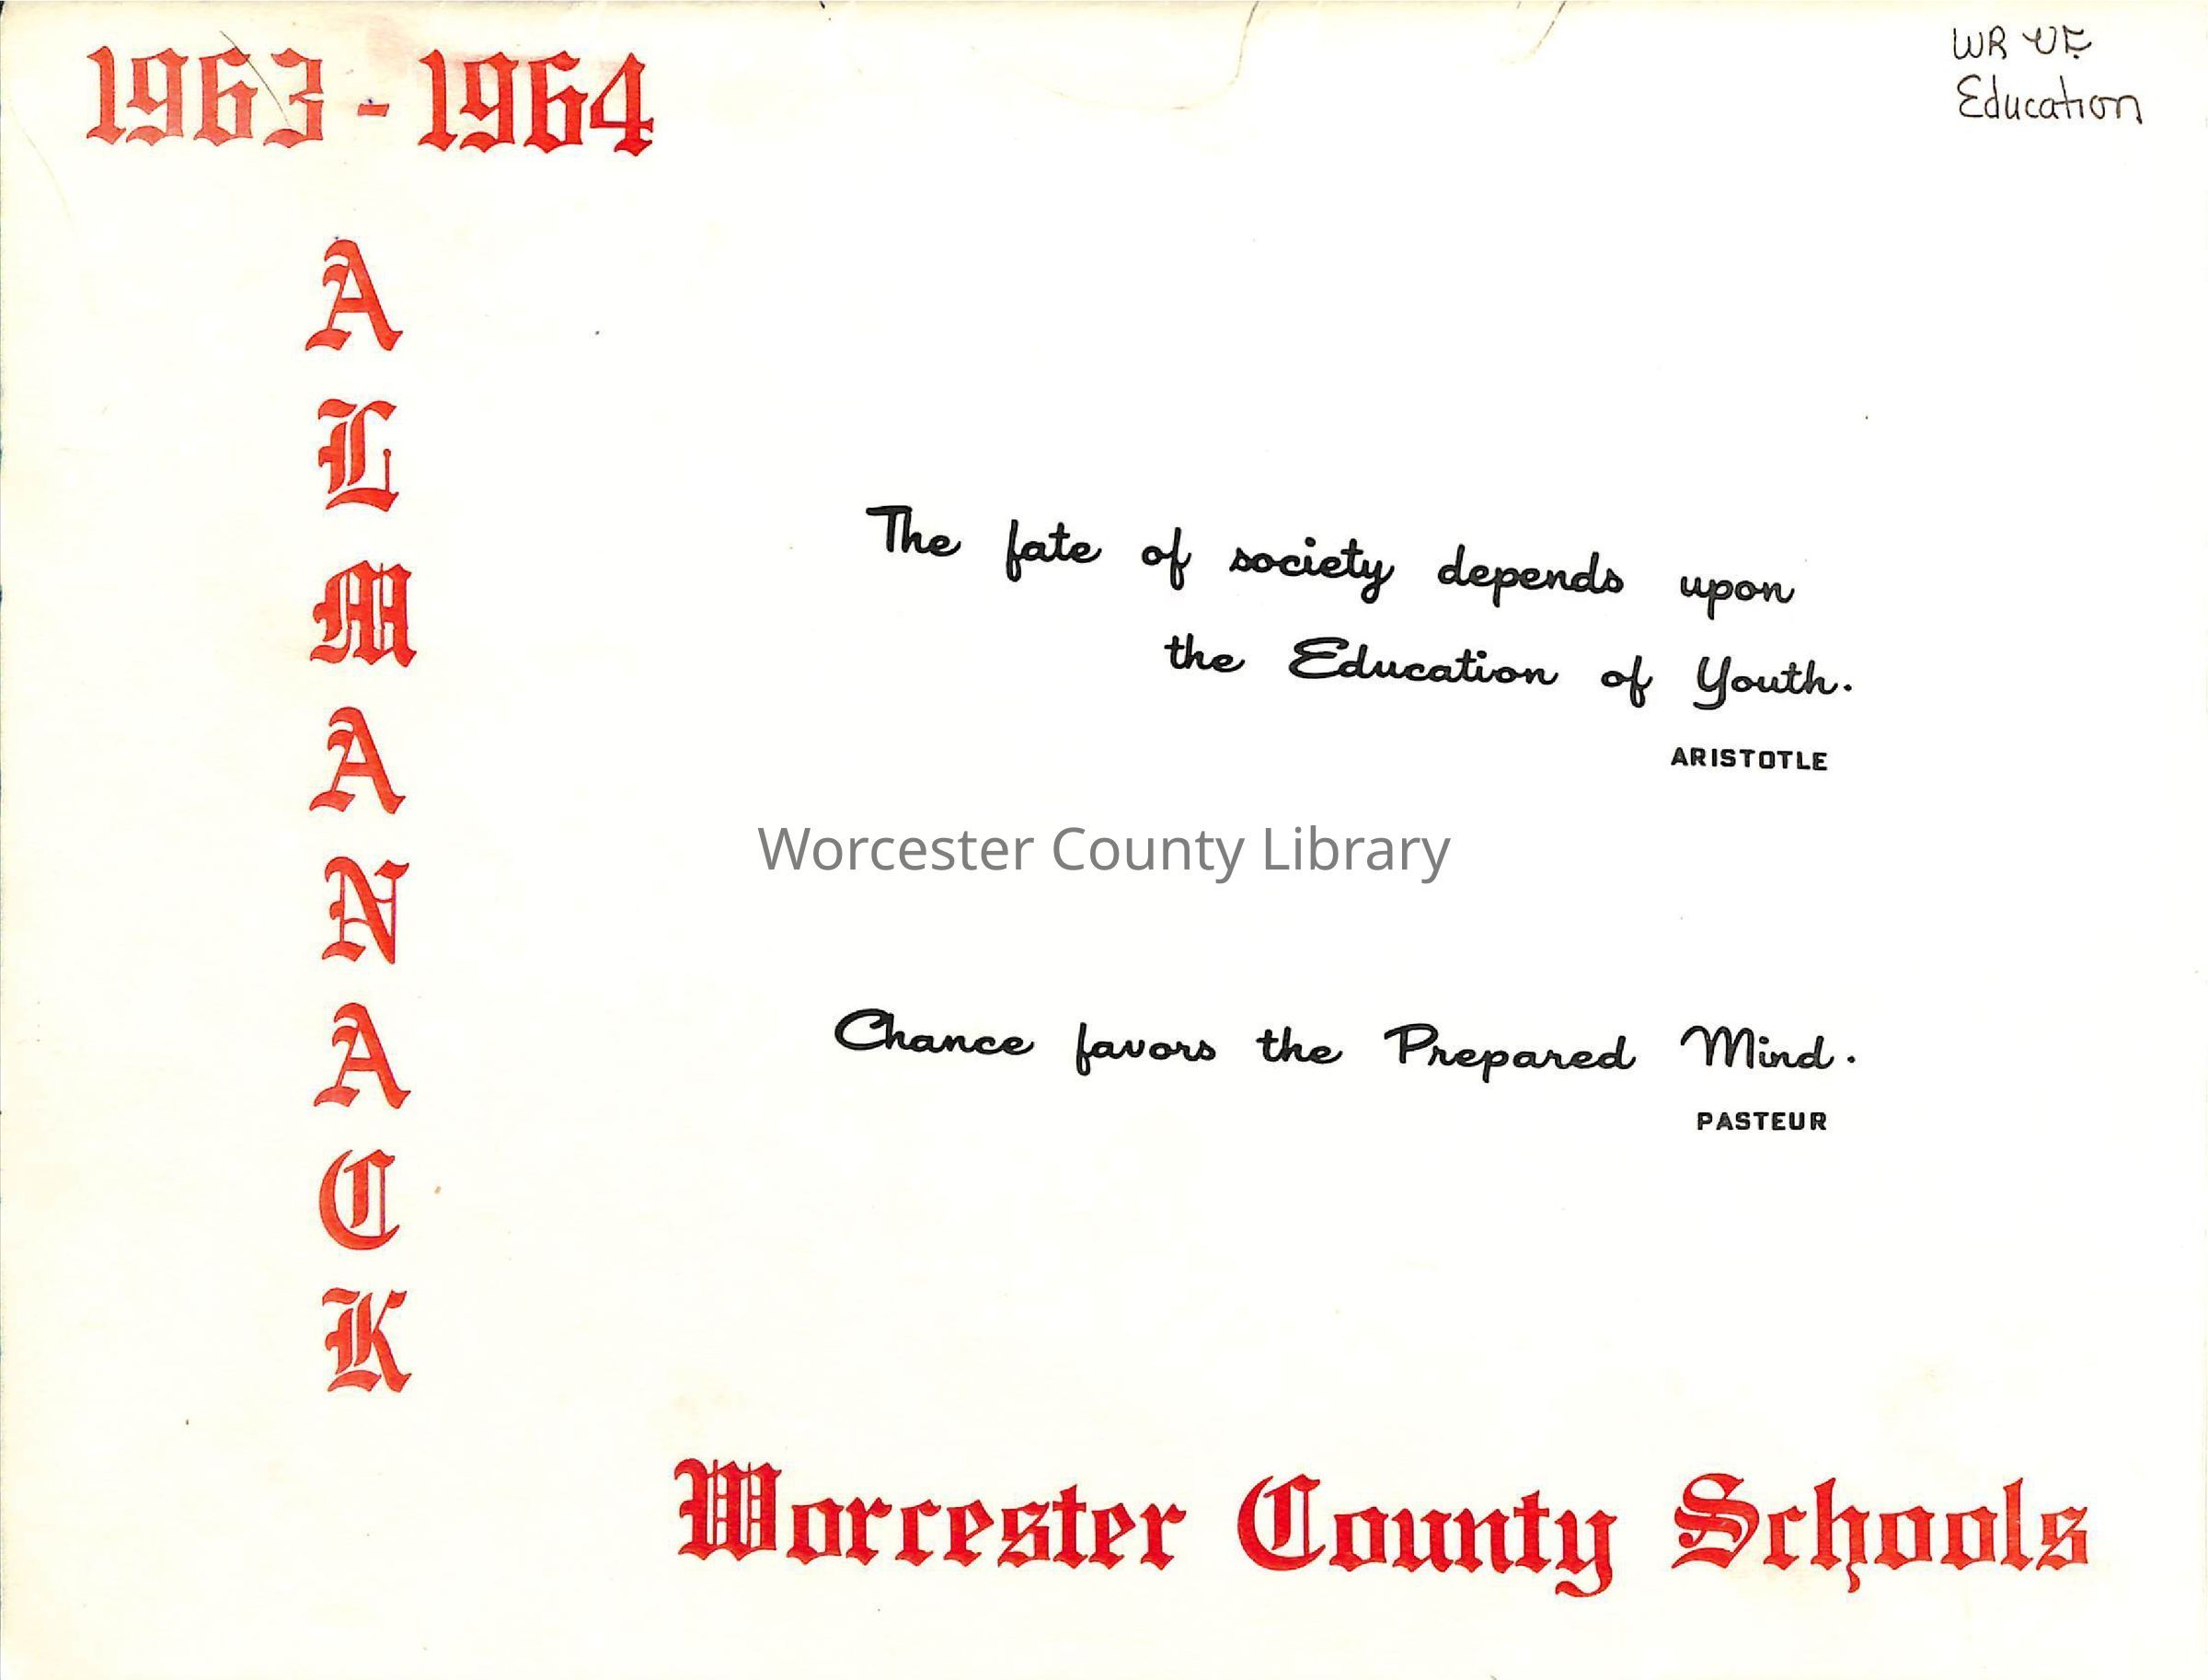 1963 - 1964
WR VF
Education
ALMANACK
The fate of society depends upon
the Education of Youth.
ARISTOTLE
Worcester County Library
Chance favors the Prepared Mind.
PASTEUR
Worcester County Schools